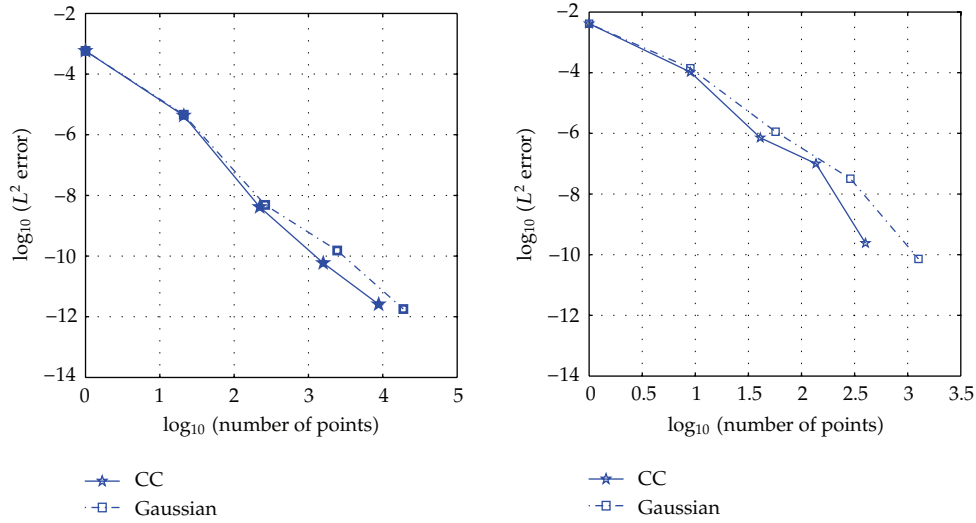 −2
−4
−6
−8
−10
−12
−14
log₁₀ (L² error)
0 1 2 3 4 5
log₁₀ (number of points)
CC
Gaussian
−2
−4
−6
−8
−10
−12
−14
log₁₀ (L² error)
0 0.5 1 1.5 2 2.5 3 3.5
log₁₀ (number of points)
CC
Gaussian